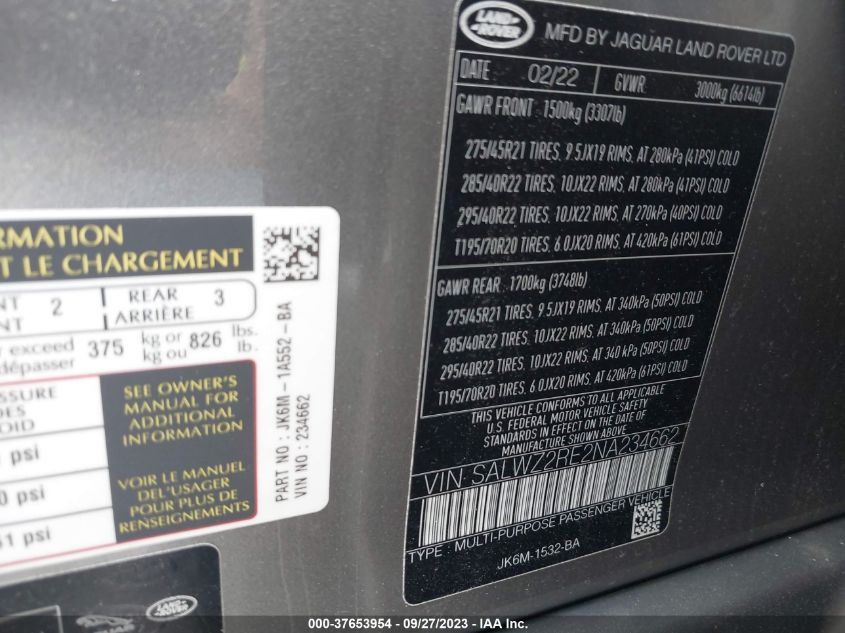 LAND ROVER
MFD BY JAGUAR LAND ROVER LTD
DATE 02/22 GVWR 3000kg (6614lb)
GAWR FRONT 1500kg (3307lb)
275/45R21 TIRES, 9.5JX19 RIMS, AT 280kPa (41PSI) COLD
285/40R22 TIRES, 10JX22 RIMS, AT 280kPa (41PSI) COLD
295/40R22 TIRES, 10JX22 RIMS, AT 270kPa (40PSI) COLD
T195/70R20 TIRES, 6.0JX20 RIMS, AT 420kPa (61PSI) COLD
GAWR REAR 1700kg (3748lb)
275/45R21 TIRES, 9.5JX19 RIMS, AT 340kPa (50PSI) COLD
285/40R22 TIRES, 10JX22 RIMS, AT 340kPa (50PSI) COLD
295/40R22 TIRES, 10JX22 RIMS, AT 340 kPa (50PSI) COLD
T195/70R20 TIRES, 6.0JX20 RIMS, AT 420kPa (61PSI) COLD
THIS VEHICLE CONFORMS TO ALL APPLICABLE
U.S. FEDERAL MOTOR VEHICLE SAFETY
STANDARDS IN EFFECT ON THE DATE OF
MANUFACTURE SHOWN ABOVE
VIN: SALWZ2RE2NA234662
TYPE : MULTI-PURPOSE PASSENGER VEHICLE
JK6M-1532-BA
RMATION
T LE CHARGEMENT
NT 2 REAR 3
NT ARRIÈRE
r exceed 375 kg or 826 lbs.
dépasser kg ou lb.
SSURE
DES
OID
psi
0 psi
61 psi
SEE OWNER'S
MANUAL FOR
ADDITIONAL
INFORMATION
VOIR LE MANUEL
DEL'USAGER
POUR PLUS DE
RENSEIGNEMENTS
PART NO : JK6M-1A552-BA
VIN NO : 234662
JAGUAR
LAND ROVER
000-37653954 - 09/27/2023 - IAA Inc.